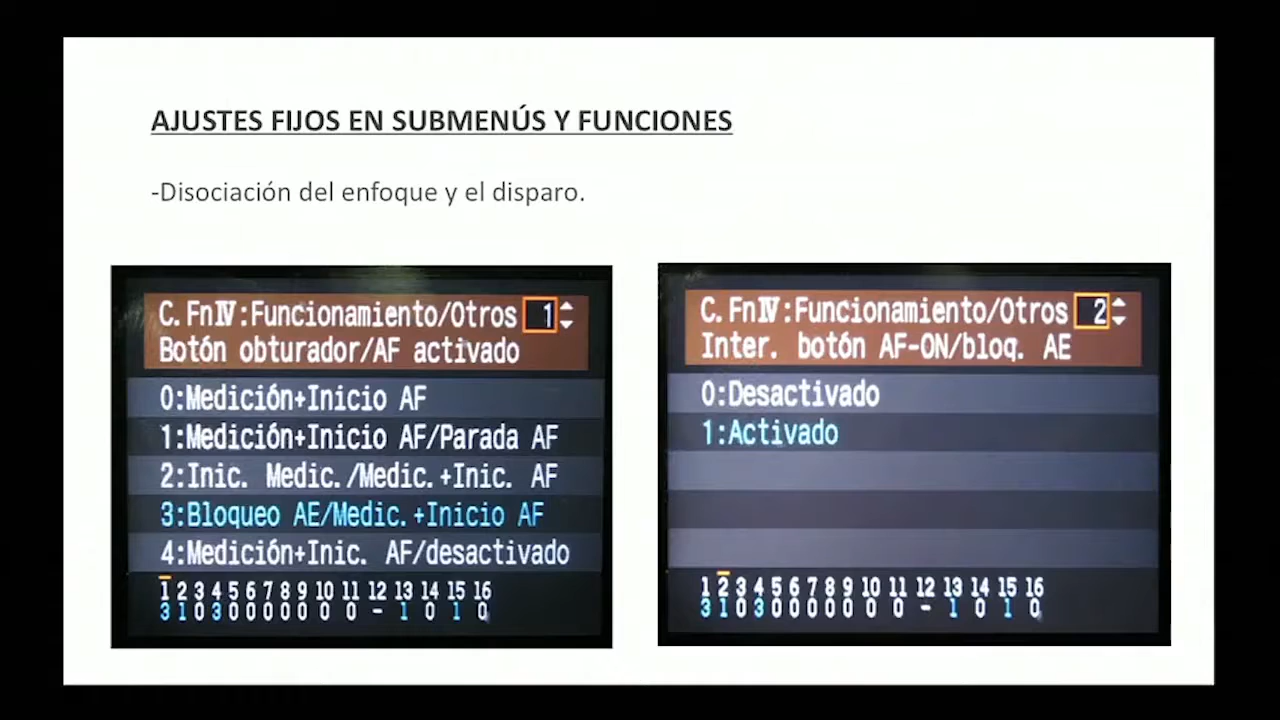 AJUSTES FIJOS EN SUBMENÚS Y FUNCIONES
-Disociación del enfoque y el disparo.
C.FnⅣ:Funcionamiento/Otros 1
Botón obturador/AF activado
0:Medición+Inicio AF
1:Medición+Inicio AF/Parada AF
2:Inic. Medic./Medic.+Inic. AF
3:Bloqueo AE/Medic.+Inicio AF
4:Medición+Inic. AF/desactivado
1 2 3 4 5 6 7 8 9 10 11 12 13 14 15 16
3 1 0 3 0 0 0 0 0 0 0 - 1 0 1 0
C.FnⅣ:Funcionamiento/Otros 2
Inter. botón AF-ON/bloq. AE
0:Desactivado
1:Activado
1 2 3 4 5 6 7 8 9 10 11 12 13 14 15 16
3 1 0 3 0 0 0 0 0 0 0 - 1 0 1 0